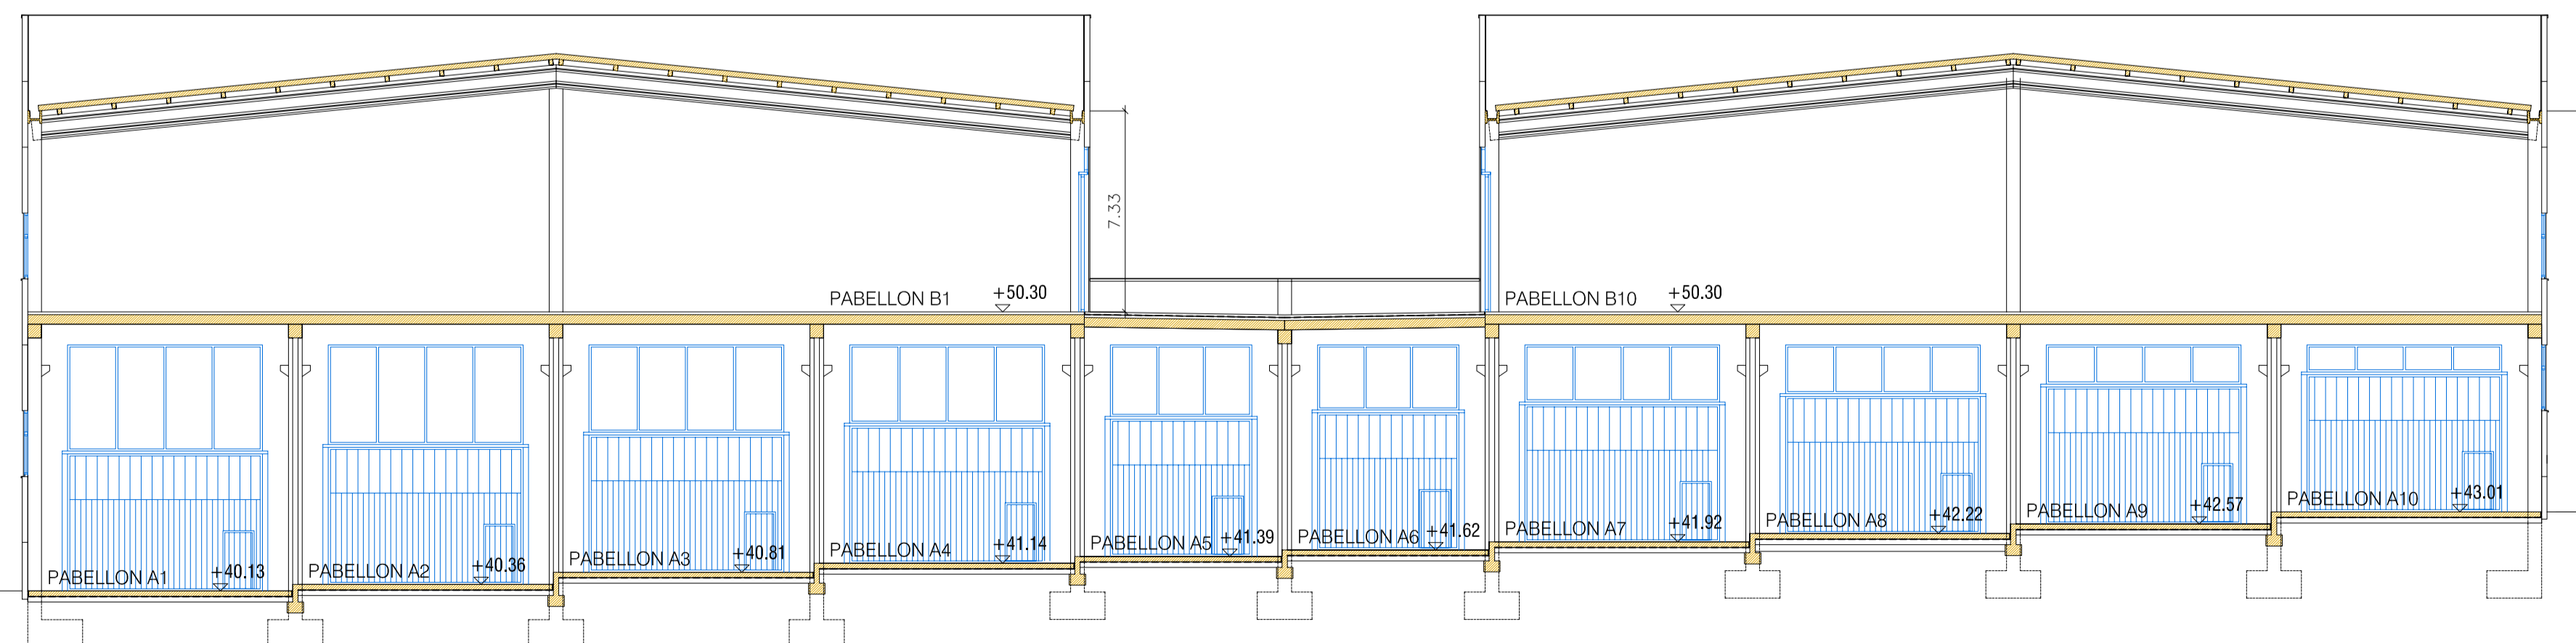 7.33
PABELLON B1 +50.30
PABELLON B10 +50.30
PABELLON A1 +40.13
PABELLON A2 +40.36
PABELLON A3 +40.81
PABELLON A4 +41.14
PABELLON A5 +41.39
PABELLON A6 +41.62
PABELLON A7 +41.92
PABELLON A8 +42.22
PABELLON A9 +42.57
PABELLON A10 +43.01